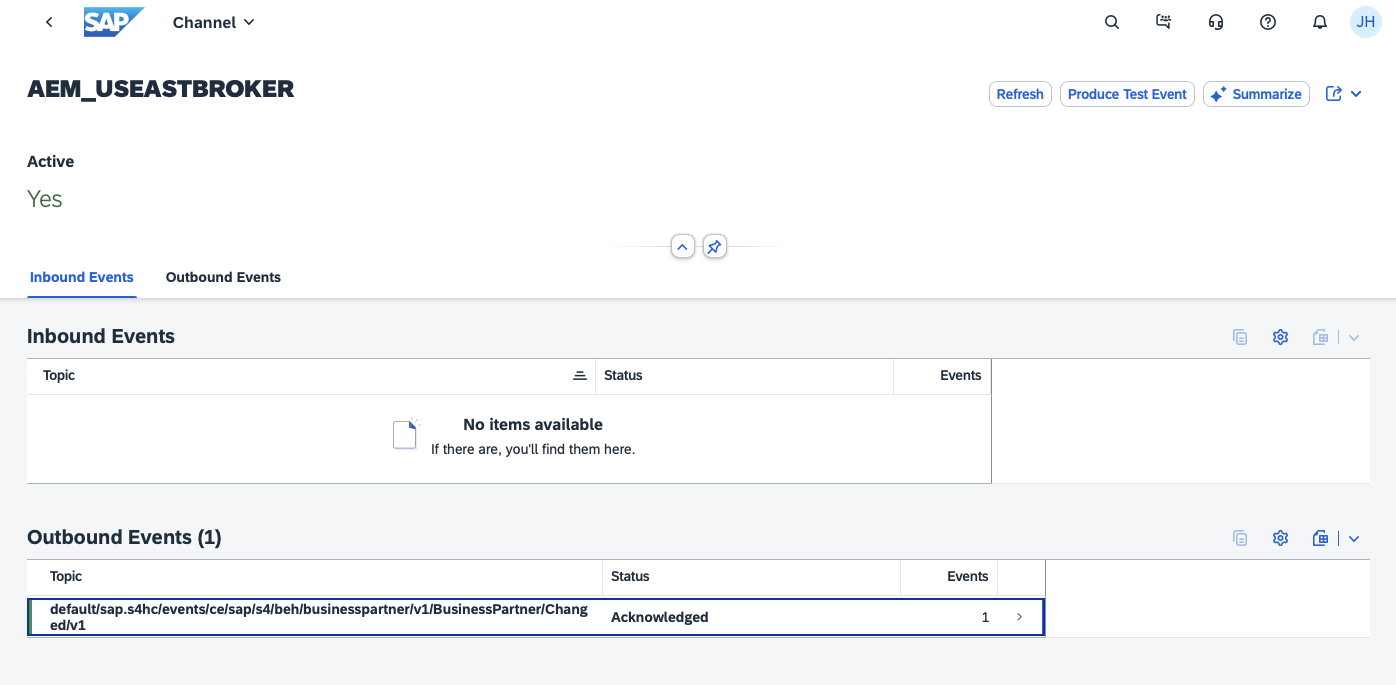 SAP
Channel
JH
AEM_USEASTBROKER
Refresh
Produce Test Event
Summarize
Active
Yes
Inbound Events
Outbound Events
Inbound Events
Topic
Status
Events
No items available
If there are, you'll find them here.
Outbound Events (1)
Topic
Status
Events
default/sap.s4hc/events/ce/sap/s4/beh/businesspartner/v1/BusinessPartner/Chang
ed/v1
Acknowledged
1